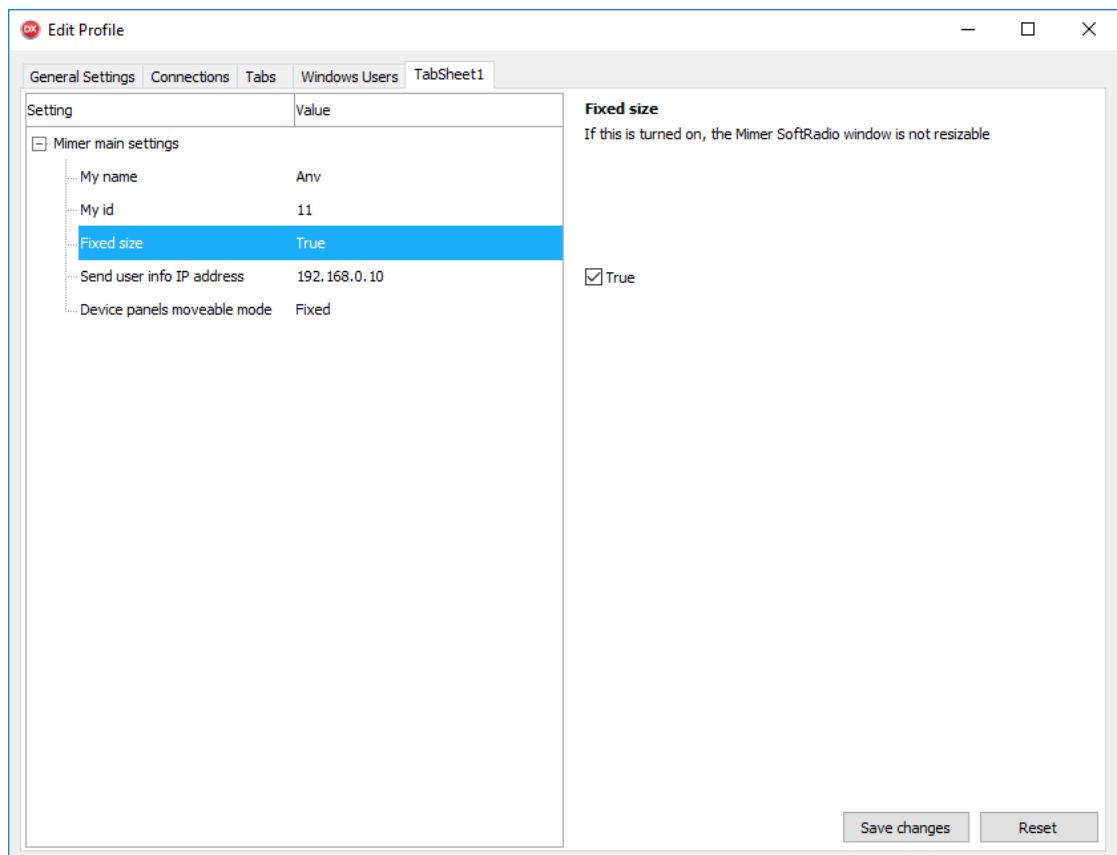 DX Edit Profile
General Settings Connections Tabs Windows Users TabSheet1
Setting Value
Mimer main settings
My name Anv
My id 11
Fixed size True
Send user info IP address 192.168.0.10
Device panels moveable mode Fixed
Fixed size
If this is turned on, the Mimer SoftRadio window is not resizable
True
Save changes Reset